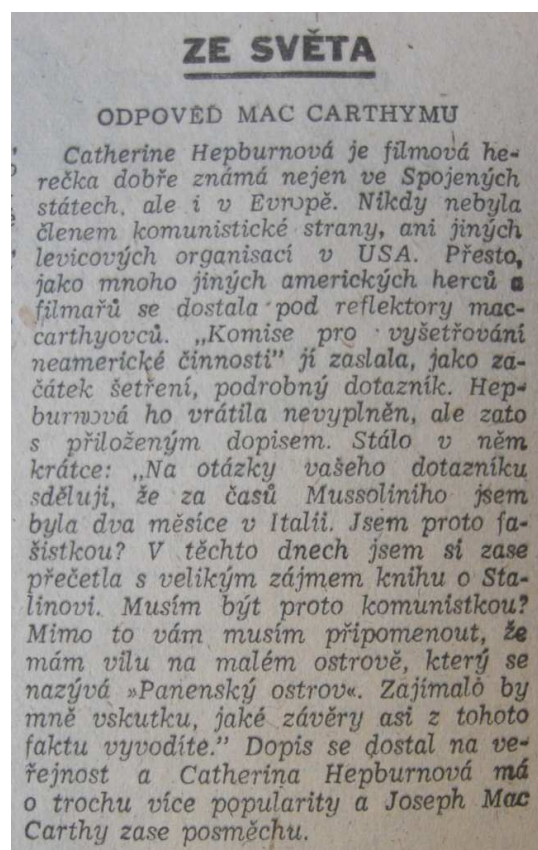 ZE SVĚTA
ODPOVĚĎ MAC CARTHYMU
Catherine Hepburnová je filmová he-
rečka dobře známá nejen ve Spojených
státech, ale i v Evropě. Nikdy nebyla
členem komunistické strany, ani jiných
levicových organisací v USA. Přesto,
jako mnoho jiných amerických herců a
filmařů se dostala pod reflektory mac-
carthyovců. „Komise pro vyšetřování
neamerické činnosti" jí zaslala, jako za-
čátek šetření, podrobný dotazník. Hep-
burnová ho vrátila nevyplněn, ale zato
s přiloženým dopisem. Stálo v něm
krátce: „Na otázky vašeho dotazníku
sděluji, že za časů Mussoliniho jsem
byla dva měsíce v Italii. Jsem proto fa-
šistkou? V těchto dnech jsem si zase
přečetla s velikým zájmem knihu o Sta-
linovi. Musím být proto komunistkou?
Mimo to vám musím připomenout, že
mám vilu na malém ostrově, který se
nazývá »Panenský ostrov«. Zajímalo by
mně vskutku, jaké závěry asi z tohoto
faktu vyvodíte." Dopis se dostal na ve-
řejnost a Catherina Hepburnová má
o trochu více popularity a Joseph Mac
Carthy zase posměchu.